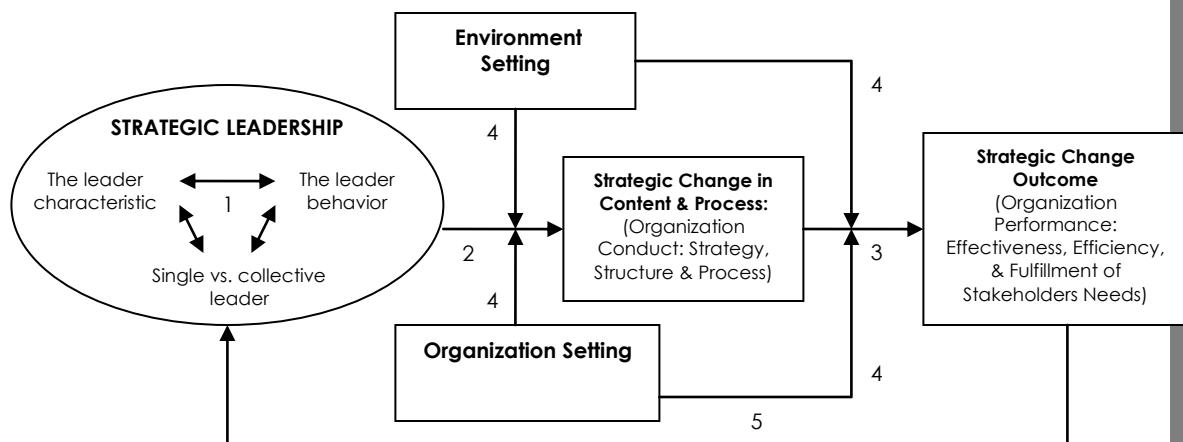 Environment
Setting
4
4
STRATEGIC LEADERSHIP
The leader
characteristic
1
The leader
behavior
Single vs. collective
leader
2
Strategic Change in
Content & Process:
(Organization
Conduct: Strategy,
Structure & Process)
3
Strategic Change
Outcome
(Organization
Performance:
Effectiveness, Efficiency,
& Fulfillment of
Stakeholders Needs)
4
Organization Setting
4
5